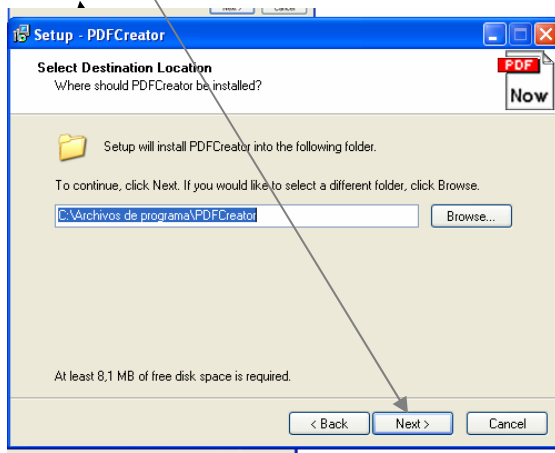 Next > Cancel
Setup - PDFCreator
Select Destination Location
Where should PDFCreator be installed?
PDF
Now
Setup will install PDFCreator into the following folder.
To continue, click Next. If you would like to select a different folder, click Browse.
C:\Archivos de programa\PDFCreator
Browse...
At least 8,1 MB of free disk space is required.
< Back Next > Cancel